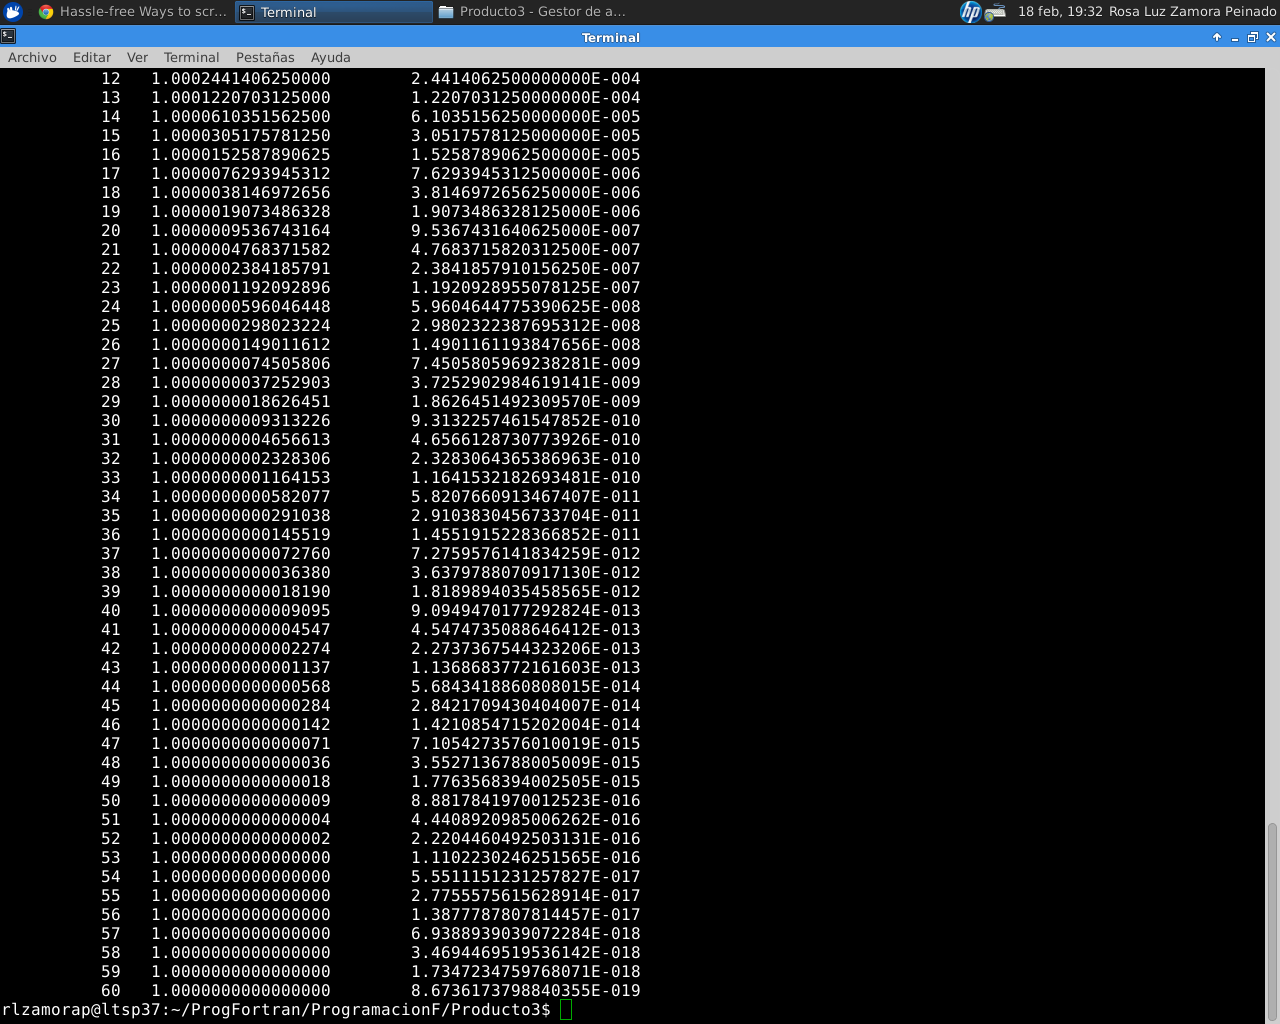 Hassle-free Ways to scr...
Terminal
Producto3 - Gestor de a...
hp
18 feb, 19:32 Rosa Luz Zamora Peinado
Terminal
Archivo Editar Ver Terminal Pestañas Ayuda
12 1.0002441406250000 2.4414062500000000E-004
13 1.0001220703125000 1.2207031250000000E-004
14 1.0000610351562500 6.1035156250000000E-005
15 1.0000305175781250 3.0517578125000000E-005
16 1.0000152587890625 1.5258789062500000E-005
17 1.0000076293945312 7.6293945312500000E-006
18 1.0000038146972656 3.8146972656250000E-006
19 1.0000019073486328 1.9073486328125000E-006
20 1.0000009536743164 9.5367431640625000E-007
21 1.0000004768371582 4.7683715820312500E-007
22 1.0000002384185791 2.3841857910156250E-007
23 1.0000001192092896 1.1920928955078125E-007
24 1.0000000596046448 5.9604644775390625E-008
25 1.0000000298023224 2.9802322387695312E-008
26 1.0000000149011612 1.4901161193847656E-008
27 1.0000000074505806 7.4505805969238281E-009
28 1.0000000037252903 3.7252902984619141E-009
29 1.0000000018626451 1.8626451492309570E-009
30 1.0000000009313226 9.3132257461547852E-010
31 1.0000000004656613 4.6566128730773926E-010
32 1.0000000002328306 2.3283064365386963E-010
33 1.0000000001164153 1.1641532182693481E-010
34 1.0000000000582077 5.8207660913467407E-011
35 1.0000000000291038 2.9103830456733704E-011
36 1.0000000000145519 1.4551915228366852E-011
37 1.0000000000072760 7.2759576141834259E-012
38 1.0000000000036380 3.6379788070917130E-012
39 1.0000000000018190 1.8189894035458565E-012
40 1.0000000000009095 9.0949470177292824E-013
41 1.0000000000004547 4.5474735088646412E-013
42 1.0000000000002274 2.2737367544323206E-013
43 1.0000000000001137 1.1368683772161603E-013
44 1.0000000000000568 5.6843418860808015E-014
45 1.0000000000000284 2.8421709430404007E-014
46 1.0000000000000142 1.4210854715202004E-014
47 1.0000000000000071 7.1054273576010019E-015
48 1.0000000000000036 3.5527136788005009E-015
49 1.0000000000000018 1.7763568394002505E-015
50 1.0000000000000009 8.8817841970012523E-016
51 1.0000000000000004 4.4408920985006262E-016
52 1.0000000000000002 2.2204460492503131E-016
53 1.0000000000000000 1.1102230246251565E-016
54 1.0000000000000000 5.5511151231257827E-017
55 1.0000000000000000 2.7755575615628914E-017
56 1.0000000000000000 1.3877787807814457E-017
57 1.0000000000000000 6.9388939039072284E-018
58 1.0000000000000000 3.4694469519536142E-018
59 1.0000000000000000 1.7347234759768071E-018
60 1.0000000000000000 8.6736173798840355E-019
rlzamorap@ltsp37:~/ProgFortran/ProgramacionF/Producto3$